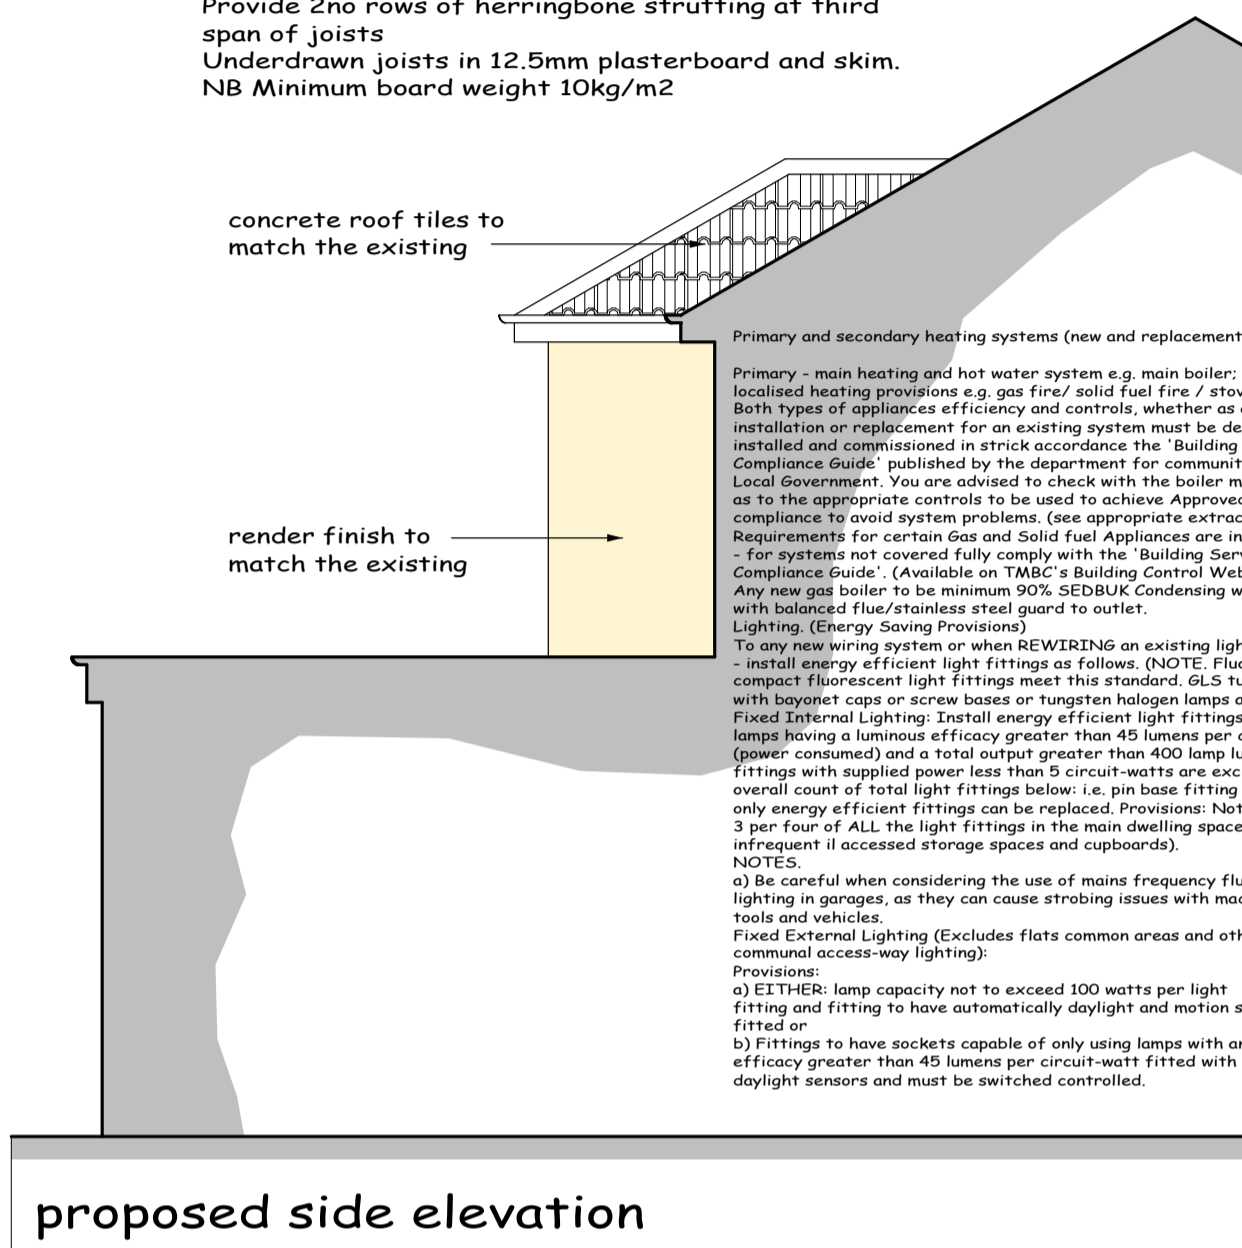 Provide 2no rows of herringbone strutting at third
span of joists
Underdrawn joists in 12.5mm plasterboard and skim.
NB Minimum board weight 10kg/m2
concrete roof tiles to
match the existing
render finish to
match the existing
Primary and secondary heating systems (new and replacement
Primary - main heating and hot water system e.g. main boiler;
localised heating provisions e.g. gas fire/ solid fuel fire / stov
Both types of appliances efficiency and controls, whether as
installation or replacement for an existing system must be de
installed and commissioned in strick accordance the 'Building
Compliance Guide' published by the department for communit
Local Government. You are advised to check with the boiler m
as to the appropriate controls to be used to achieve Approved
compliance to avoid system problems. (see appropriate extrac
Requirements for certain Gas and Solid fuel Appliances are in
- for systems not covered fully comply with the 'Building Serv
Compliance Guide'. (Available on TMBC's Building Control Web
Any new gas boiler to be minimum 90% SEDBUK Condensing w
with balanced flue/stainless steel guard to outlet.
Lighting. (Energy Saving Provisions)
To any new wiring system or when REWIRING an existing ligh
- install energy efficient light fittings as follows. (NOTE. Fluo
compact fluorescent light fittings meet this standard. GLS tu
with bayonet caps or screw bases or tungsten halogen lamps a
Fixed Internal Lighting: Install energy efficient light fittings
lamps having a luminous efficacy greater than 45 lumens per c
(power consumed) and a total output greater than 400 lamp lu
fittings with supplied power less than 5 circuit-watts are exc
overall count of total light fittings below: i.e. pin base fitting
only energy efficient fittings can be replaced. Provisions: Not
3 per four of ALL the light fittings in the main dwelling space
infrequent il accessed storage spaces and cupboards).
NOTES.
a) Be careful when considering the use of mains frequency flu
lighting in garages, as they can cause strobing issues with mac
tools and vehicles.
Fixed External Lighting (Excludes flats common areas and oth
communal access-way lighting):
Provisions:
a) EITHER: lamp capacity not to exceed 100 watts per light
fitting and fitting to have automatically daylight and motion s
fitted or
b) Fittings to have sockets capable of only using lamps with an
efficacy greater than 45 lumens per circuit-watt fitted with
daylight sensors and must be switched controlled.
proposed side elevation